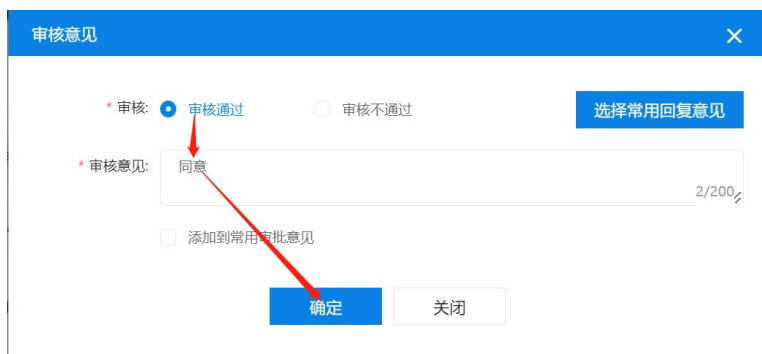 审核意见
* 审核: 审核通过 审核不通过 选择常用回复意见
* 审核意见: 同意
2/200
添加到常用审批意见
确定 关闭